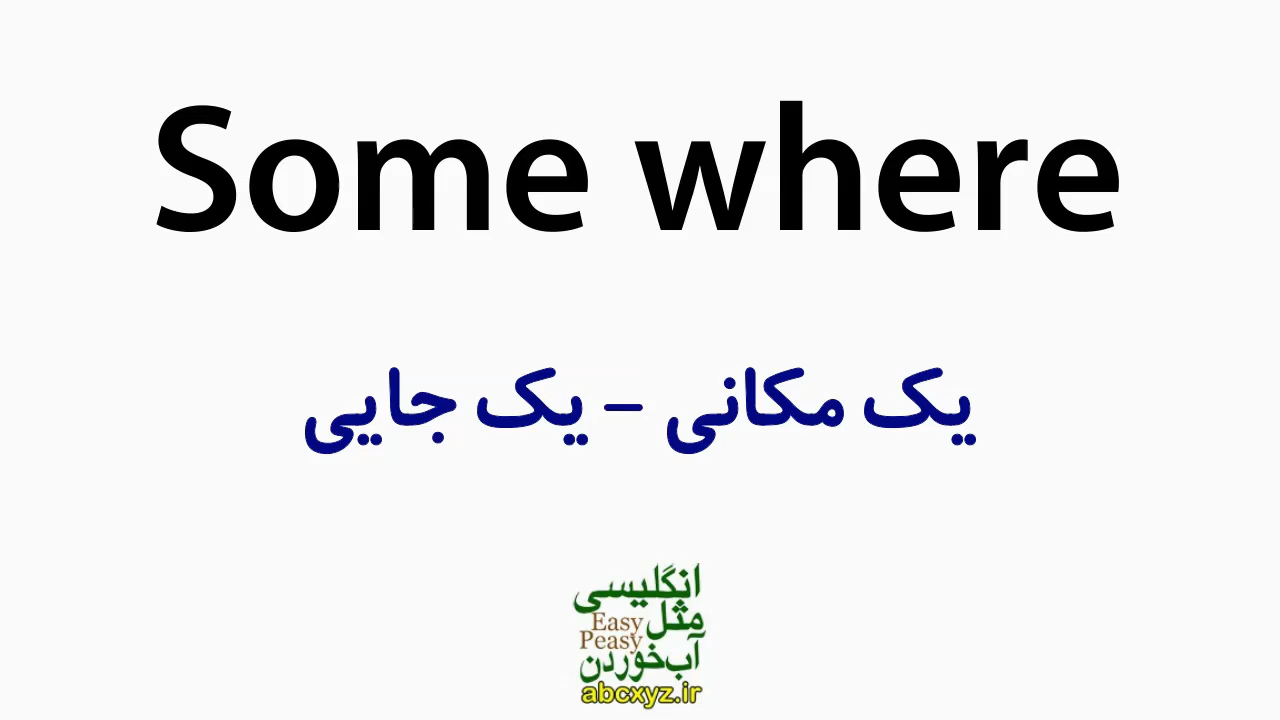 Some where
یک مکانی – یک جایی
انگلیسی
مثل
Easy
Peasy
آب‌خوردن
abcxyz.ir